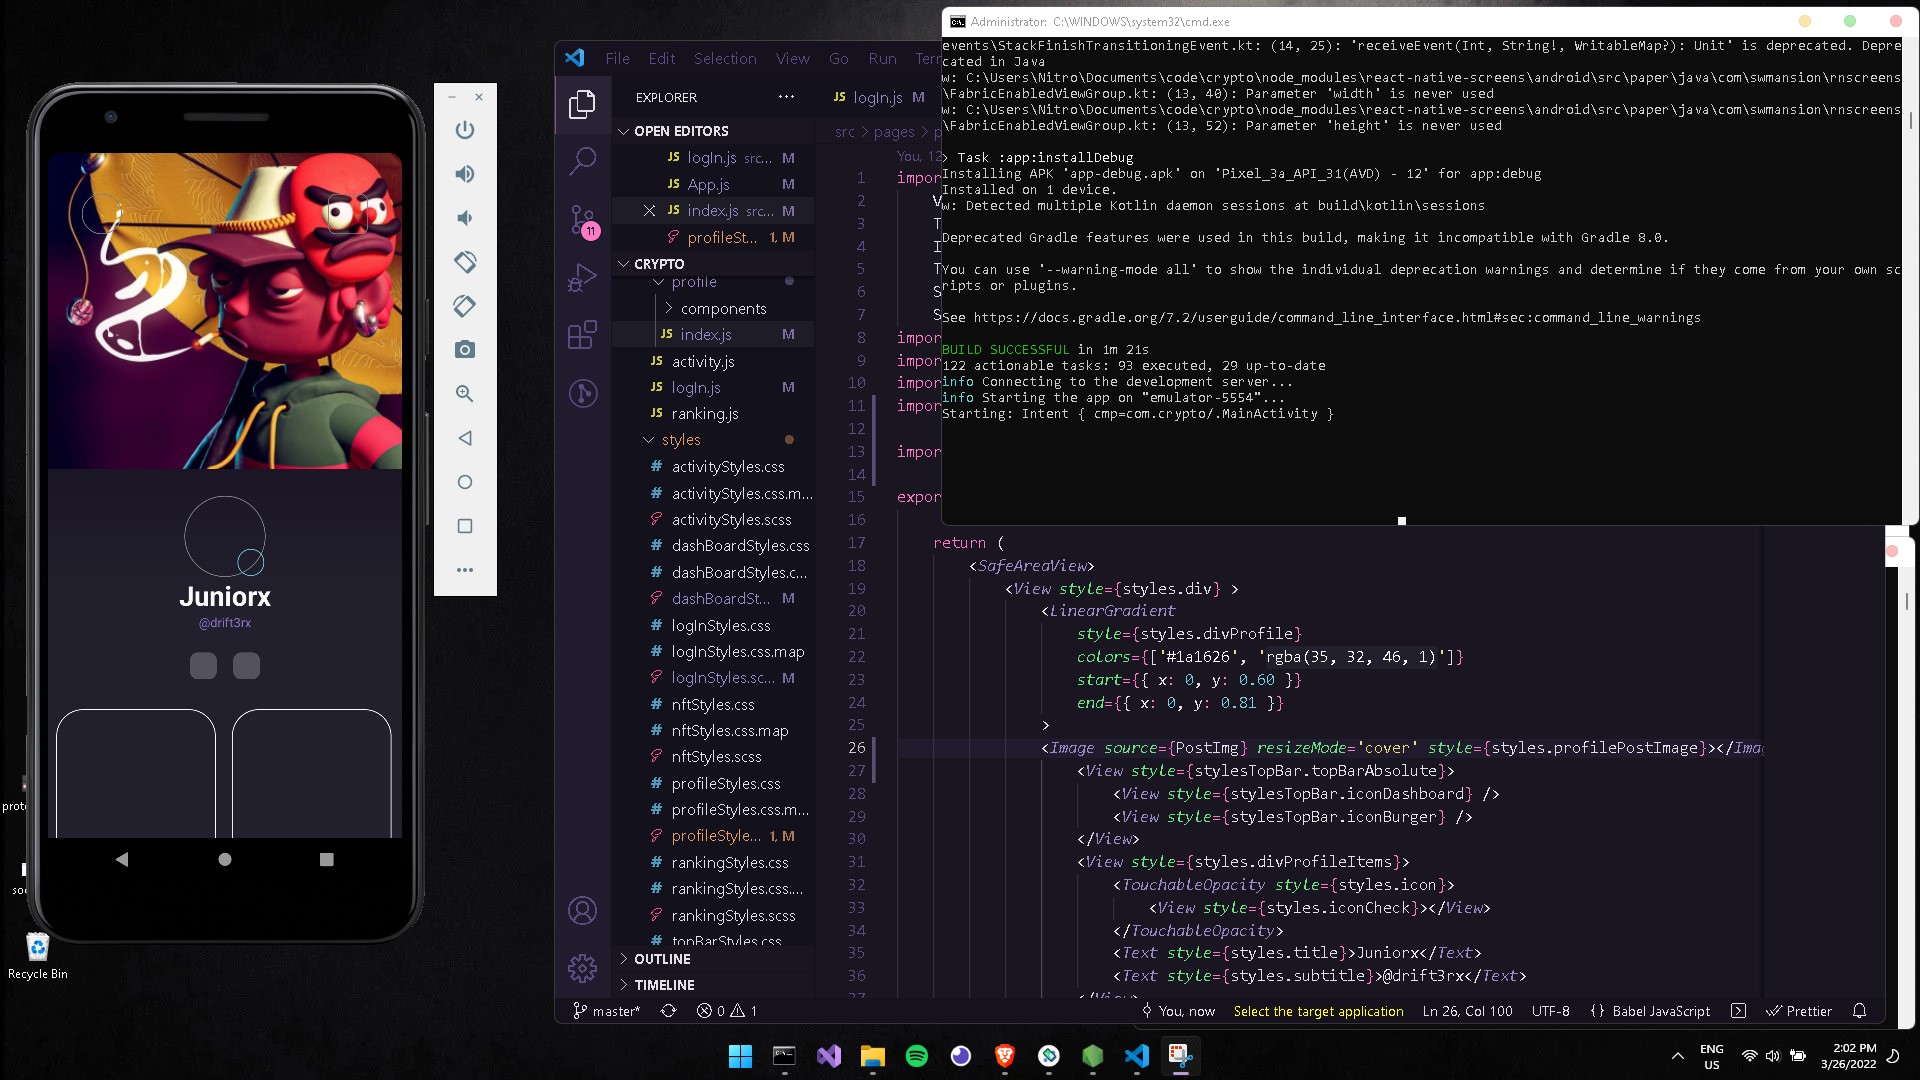 Juniorx
@drift3rx
Recycle Bin
File Edit Selection View Go Run
EXPLORER
OPEN EDITORS
JS logIn.js src... M
JS App.js M
JS index.js src... M
profileSt... 1, M
CRYPTO
profile
components
JS index.js M
JS activity.js
JS logIn.js M
JS ranking.js
styles
# activityStyles.css
# activityStyles.css.m...
activityStyles.scss
# dashBoardStyles.css
# dashBoardStyles.c...
dashBoardSt... M
# logInStyles.css
# logInStyles.css.map
logInStyles.sc... M
# nftStyles.css
# nftStyles.css.map
nftStyles.scss
# profileStyles.css
# profileStyles.css.m...
profileStyle... 1, M
# rankingStyles.css
# rankingStyles.css....
rankingStyles.scss
# topBarStyles.css
OUTLINE
TIMELINE
11
JS logIn.js M
src > pages > p
You, 12
1 impor
2 V
3 T
4 I
5 T
6 S
7 S
8 impor
9 impor
10 impor
11 impor
12
13 impor
14
15 expor
16
17 return (
18 <SafeAreaView>
19 <View style={styles.div} >
20 <LinearGradient
21 style={styles.divProfile}
22 colors={['#1a1626', 'rgba(35, 32, 46, 1)']}
23 start={{ x: 0, y: 0.60 }}
24 end={{ x: 0, y: 0.81 }}
25 >
26 <Image source={PostImg} resizeMode='cover' style={styles.profilePostImage}></Imag
27 <View style={stylesTopBar.topBarAbsolute}>
28 <View style={stylesTopBar.iconDashboard} />
29 <View style={stylesTopBar.iconBurger} />
30 </View>
31 <View style={styles.divProfileItems}>
32 <TouchableOpacity style={styles.icon}>
33 <View style={styles.iconCheck}></View>
34 </TouchableOpacity>
35 <Text style={styles.title}>Juniorx</Text>
36 <Text style={styles.subtitle}>@drift3rx</Text>
37 </View>
master* 0 1
You, now Select the target application Ln 26, Col 100 UTF-8 {} Babel JavaScript Prettier
Administrator: C:\WINDOWS\system32\cmd.exe
events\StackFinishTransitioningEvent.kt: (14, 25): 'receiveEvent(Int, String!, WritableMap?): Unit' is deprecated. Depre
cated in Java
w: C:\Users\Nitro\Documents\code\crypto\node_modules\react-native-screens\android\src\paper\java\com\swmansion\rnscreens
\FabricEnabledViewGroup.kt: (13, 40): Parameter 'width' is never used
w: C:\Users\Nitro\Documents\code\crypto\node_modules\react-native-screens\android\src\paper\java\com\swmansion\rnscreens
\FabricEnabledViewGroup.kt: (13, 52): Parameter 'height' is never used
> Task :app:installDebug
Installing APK 'app-debug.apk' on 'Pixel_3a_API_31(AVD) - 12' for app:debug
Installed on 1 device.
w: Detected multiple Kotlin daemon sessions at build\kotlin\sessions
Deprecated Gradle features were used in this build, making it incompatible with Gradle 8.0.
You can use '--warning-mode all' to show the individual deprecation warnings and determine if they come from your own sc
ripts or plugins.
See https://docs.gradle.org/7.2/userguide/command_line_interface.html#sec:command_line_warnings
BUILD SUCCESSFUL in 1m 21s
122 actionable tasks: 93 executed, 29 up-to-date
info Connecting to the development server...
info Starting the app on "emulator-5554"...
Starting: Intent { cmp=com.crypto/.MainActivity }
ENG
US
2:02 PM
3/26/2022